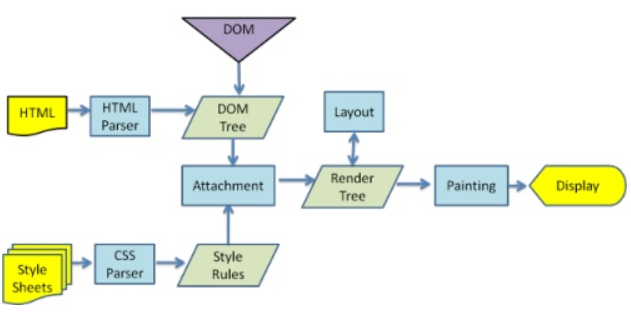 DOM
HTML
HTML
Parser
DOM
Tree
Layout
Attachment
Render
Tree
Painting
Display
Style
Sheets
CSS
Parser
Style
Rules